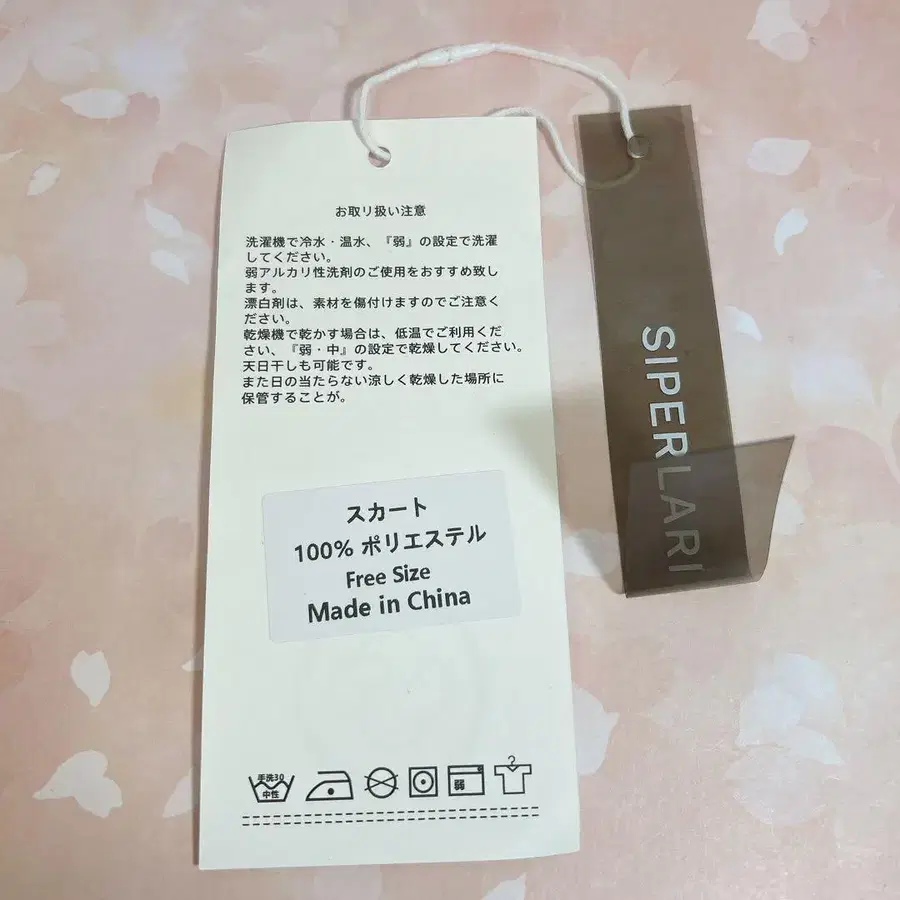 お取り扱い注意
洗濯機で冷水・温水、『弱』の設定で洗濯
してください。
弱アルカリ性洗剤のご使用をおすすめ致し
ます。
漂白剤は、素材を傷付けますのでご注意く
ださい。
乾燥機で乾かす場合は、低温でご利用くだ
さい、『弱・中』の設定で乾燥してください。
天日干しも可能です。
また日の当たらない涼しく乾燥した場所に
保管することが。
スカート
100% ポリエステル
Free Size
Made in China
手洗30
中性
弱
SIPERLARI